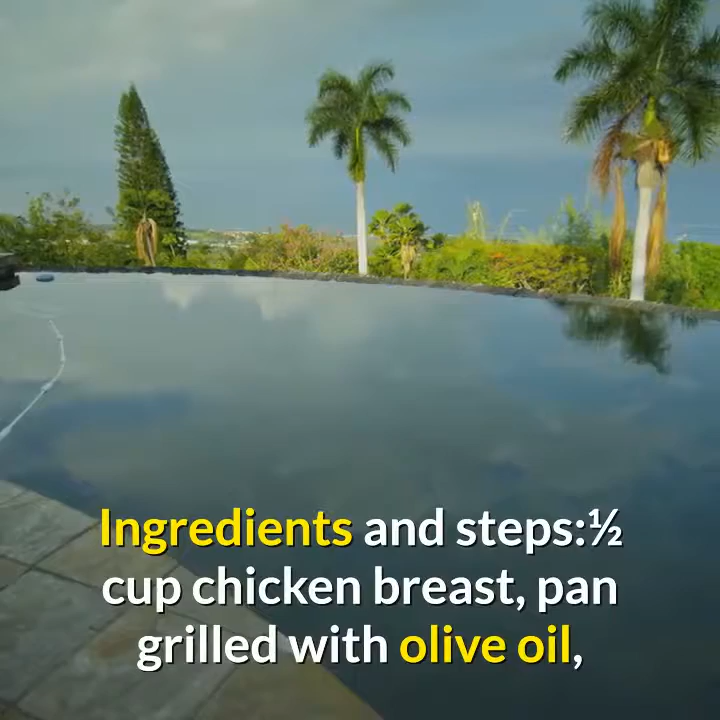 Ingredients and steps:½
cup chicken breast, pan
grilled with olive oil,